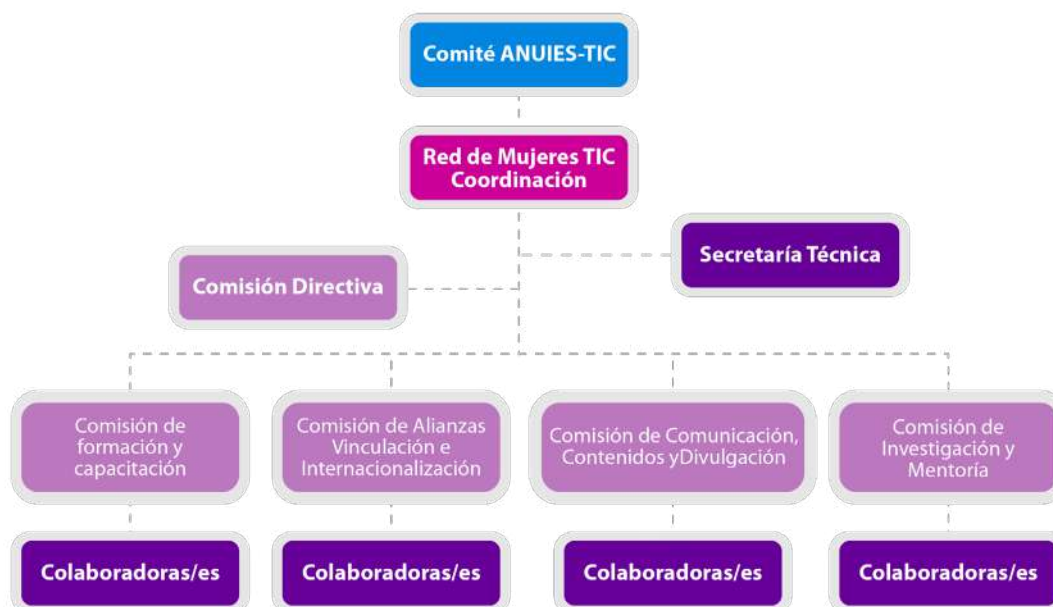 Comité ANUIES-TIC
Red de Mujeres TIC
Coordinación
Secretaría Técnica
Comisión Directiva
Comisión de
formación y
capacitación
Comisión de Alianzas
Vinculación e
Internacionalización
Comisión de Comunicación,
Contenidos yDivulgación
Comisión de
Investigación y
Mentoría
Colaboradoras/es
Colaboradoras/es
Colaboradoras/es
Colaboradoras/es